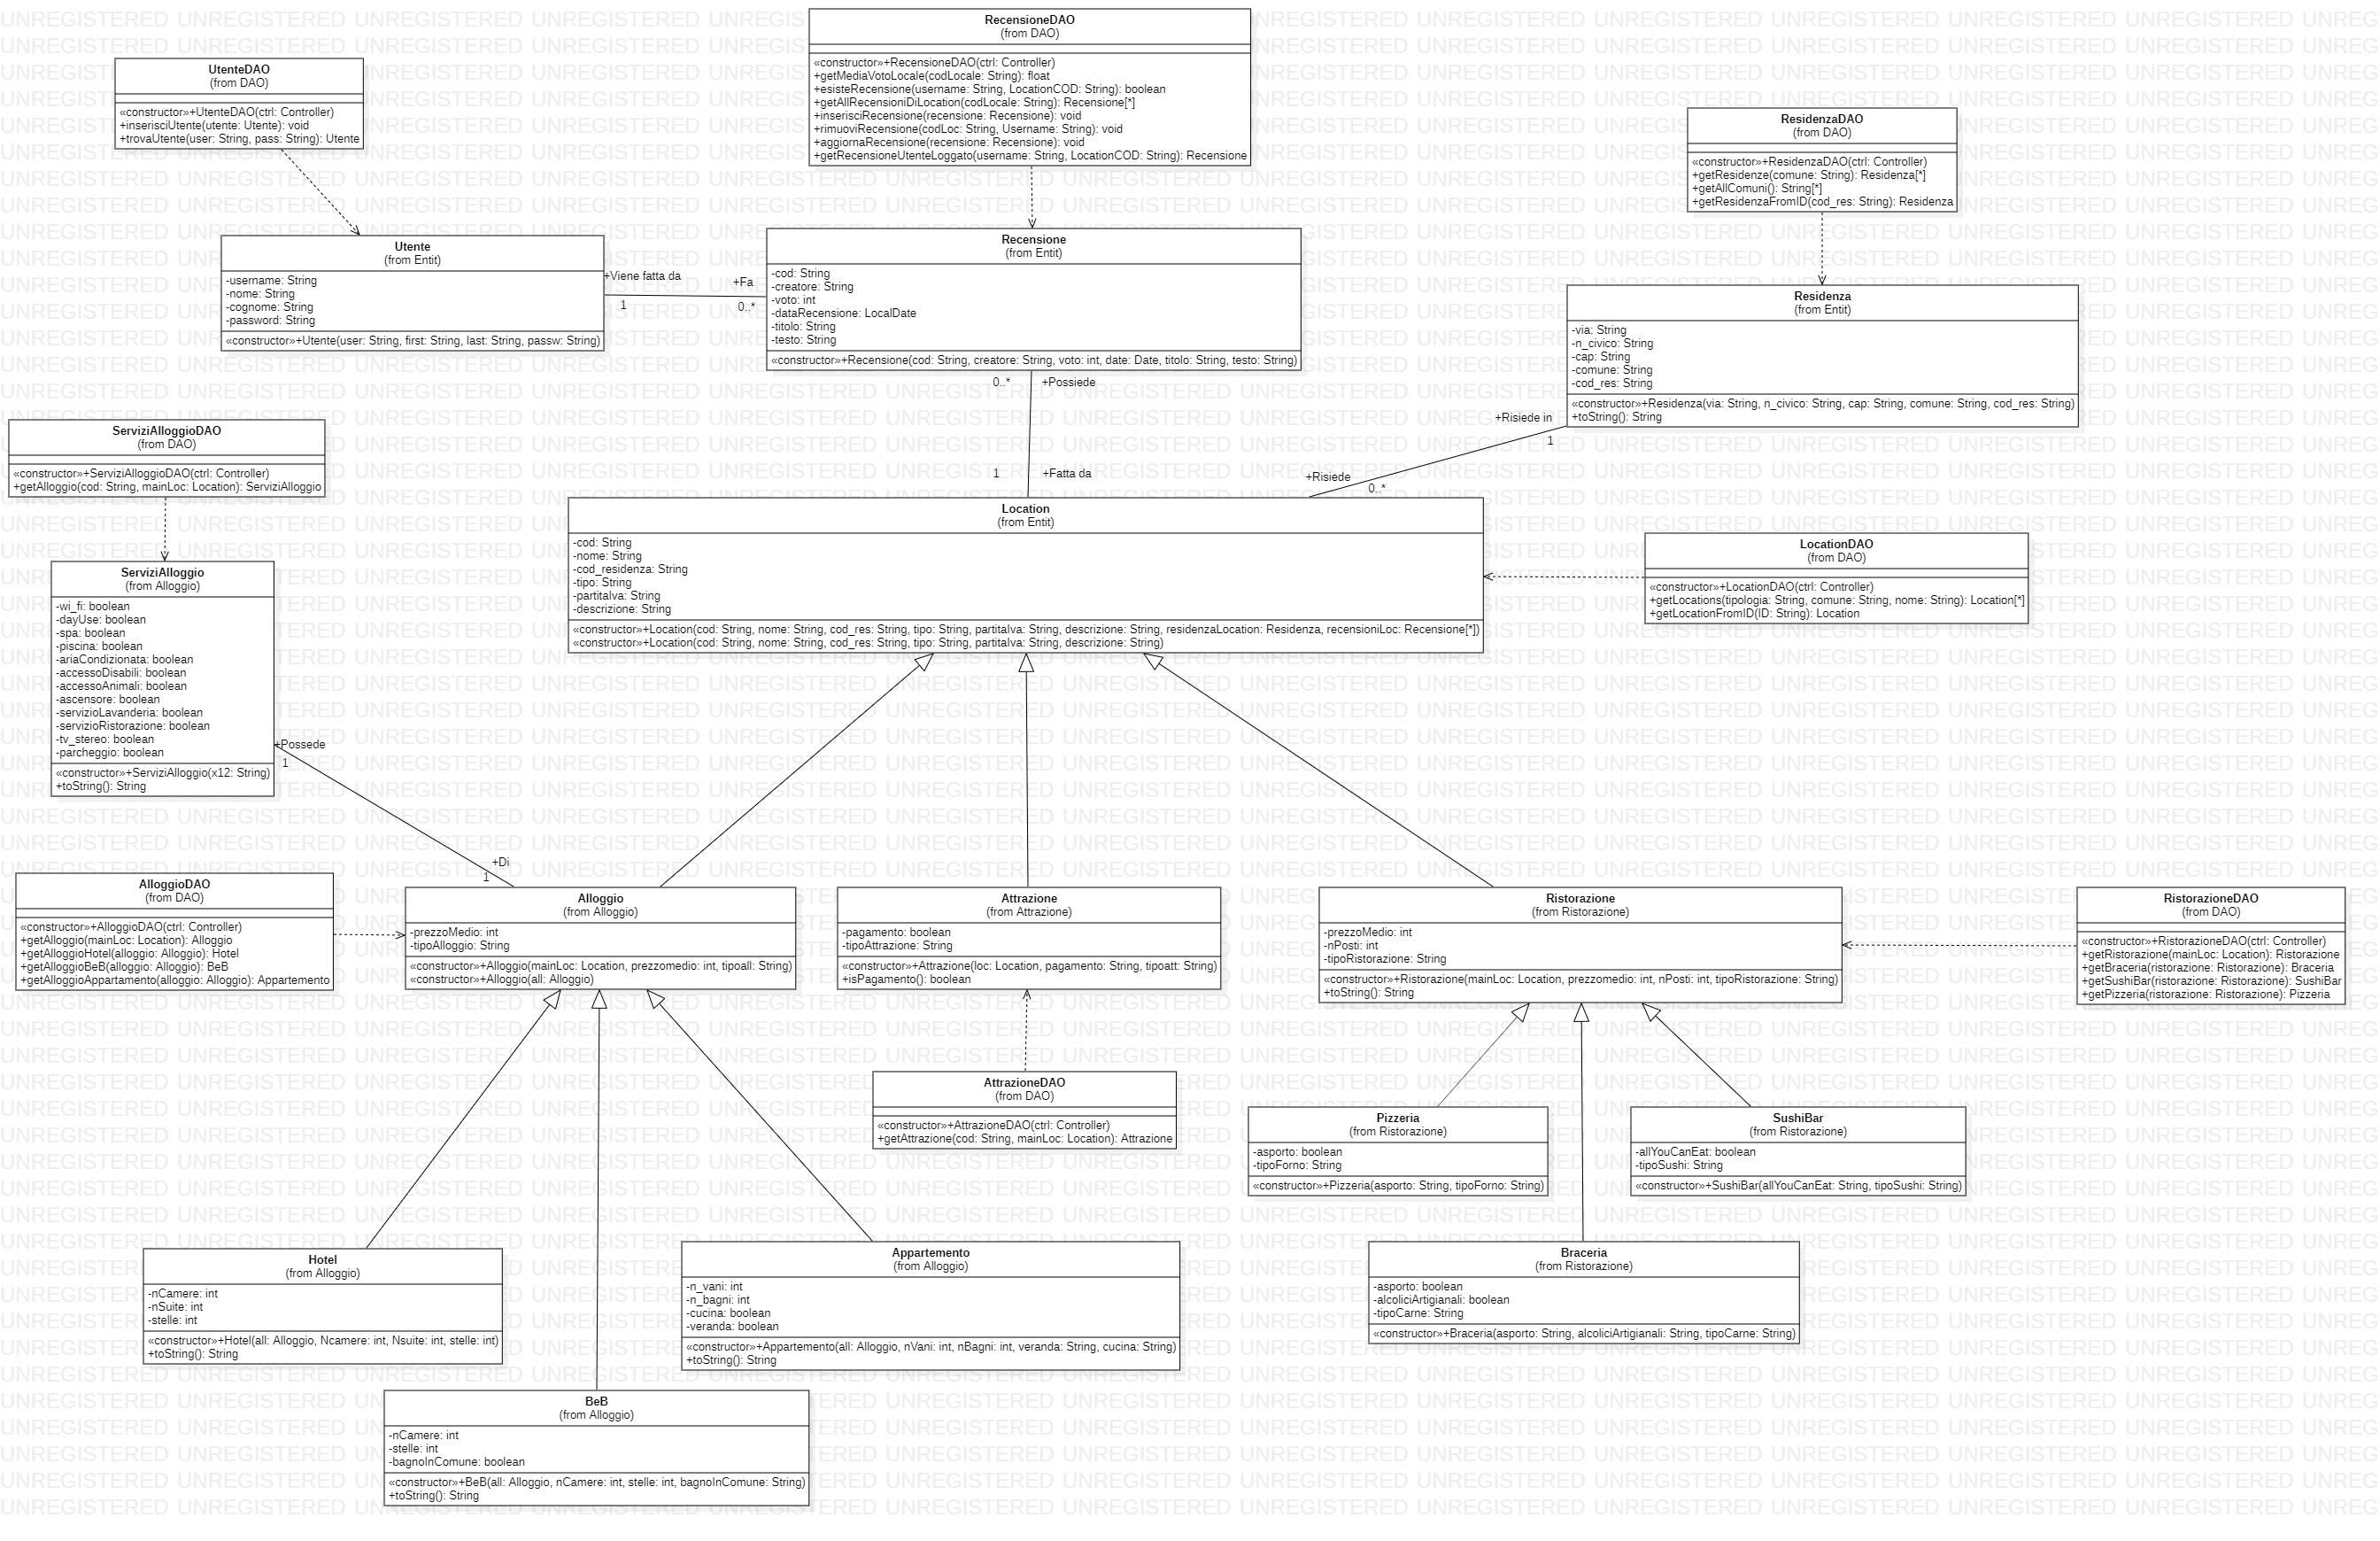 RecensioneDAO
(from DAO)
«constructor»+RecensioneDAO(ctrl: Controller)
+getMediaVotoLocale(codLocale: String): float
+esisteRecensione(username: String, LocationCOD: String): boolean
+getAllRecensioniDiLocation(codLocale: String): Recensione[*]
+inserisciRecensione(recensione: Recensione): void
+rimuoviRecensione(codLoc: String, Username: String): void
+aggiornaRecensione(recensione: Recensione): void
+getRecensioneUtenteLoggato(username: String, LocationCOD: String): Recensione
UtenteDAO
(from DAO)
«constructor»+UtenteDAO(ctrl: Controller)
+inserisciUtente(utente: Utente): void
+trovaUtente(user: String, pass: String): Utente
ResidenzaDAO
(from DAO)
«constructor»+ResidenzaDAO(ctrl: Controller)
+getResidenze(comune: String): Residenza[*]
+getAllComuni(): String[*]
+getResidenzaFromID(cod_res: String): Residenza
Utente
(from Entit)
-username: String
-nome: String
-cognome: String
-password: String
«constructor»+Utente(user: String, first: String, last: String, passw: String)
+Viene fatta da
1
+Fa
0..*
Recensione
(from Entit)
-cod: String
-creatore: String
-voto: int
-dataRecensione: LocalDate
-titolo: String
-testo: String
«constructor»+Recensione(cod: String, creatore: String, voto: int, date: Date, titolo: String, testo: String)
Residenza
(from Entit)
-via: String
-n_civico: String
-cap: String
-comune: String
-cod_res: String
«constructor»+Residenza(via: String, n_civico: String, cap: String, comune: String, cod_res: String)
+toString(): String
0..*
+Possiede
1
+Fatta da
+Risiede in
1
+Risiede
0..*
ServiziAlloggioDAO
(from DAO)
«constructor»+ServiziAlloggioDAO(ctrl: Controller)
+getAlloggio(cod: String, mainLoc: Location): ServiziAlloggio
Location
(from Entit)
-cod: String
-nome: String
-cod_residenza: String
-tipo: String
-partitaIva: String
-descrizione: String
«constructor»+Location(cod: String, nome: String, cod_res: String, tipo: String, partitaIva: String, descrizione: String, residenzaLocation: Residenza, recensioniLoc: Recensione[*])
«constructor»+Location(cod: String, nome: String, cod_res: String, tipo: String, partitaIva: String, descrizione: String)
LocationDAO
(from DAO)
«constructor»+LocationDAO(ctrl: Controller)
+getLocations(tipologia: String, comune: String, nome: String): Location[*]
+getLocationFromID(ID: String): Location
ServiziAlloggio
(from Alloggio)
-wi_fi: boolean
-dayUse: boolean
-spa: boolean
-piscina: boolean
-ariaCondizionata: boolean
-accessoDisabili: boolean
-accessoAnimali: boolean
-ascensore: boolean
-servizioLavanderia: boolean
-servizioRistorazione: boolean
-tv_stereo: boolean
-parcheggio: boolean
«constructor»+ServiziAlloggio(x12: String)
+toString(): String
+Possede
1
+Di
1
AlloggioDAO
(from DAO)
«constructor»+AlloggioDAO(ctrl: Controller)
+getAlloggio(mainLoc: Location): Alloggio
+getAlloggioHotel(alloggio: Alloggio): Hotel
+getAlloggioBeB(alloggio: Alloggio): BeB
+getAlloggioAppartamento(alloggio: Alloggio): Appartemento
Alloggio
(from Alloggio)
-prezzoMedio: int
-tipoAlloggio: String
«constructor»+Alloggio(mainLoc: Location, prezzomedio: int, tipoall: String)
«constructor»+Alloggio(all: Alloggio)
Attrazione
(from Attrazione)
-pagamento: boolean
-tipoAttrazione: String
«constructor»+Attrazione(loc: Location, pagamento: String, tipoatt: String)
+isPagamento(): boolean
Ristorazione
(from Ristorazione)
-prezzoMedio: int
-nPosti: int
-tipoRistorazione: String
«constructor»+Ristorazione(mainLoc: Location, prezzomedio: int, nPosti: int, tipoRistorazione: String)
+toString(): String
RistorazioneDAO
(from DAO)
«constructor»+RistorazioneDAO(ctrl: Controller)
+getRistorazione(mainLoc: Location): Ristorazione
+getBraceria(ristorazione: Ristorazione): Braceria
+getSushiBar(ristorazione: Ristorazione): SushiBar
+getPizzeria(ristorazione: Ristorazione): Pizzeria
AttrazioneDAO
(from DAO)
«constructor»+AttrazioneDAO(ctrl: Controller)
+getAttrazione(cod: String, mainLoc: Location): Attrazione
Pizzeria
(from Ristorazione)
-asporto: boolean
-tipoForno: String
«constructor»+Pizzeria(asporto: String, tipoForno: String)
SushiBar
(from Ristorazione)
-allYouCanEat: boolean
-tipoSushi: String
«constructor»+SushiBar(allYouCanEat: String, tipoSushi: String)
Hotel
(from Alloggio)
-nCamere: int
-nSuite: int
-stelle: int
«constructor»+Hotel(all: Alloggio, Ncamere: int, Nsuite: int, stelle: int)
+toString(): String
Appartemento
(from Alloggio)
-n_vani: int
-n_bagni: int
-cucina: boolean
-veranda: boolean
«constructor»+Appartemento(all: Alloggio, nVani: int, nBagni: int, veranda: String, cucina: String)
+toString(): String
Braceria
(from Ristorazione)
-asporto: boolean
-alcoliciArtigianali: boolean
-tipoCarne: String
«constructor»+Braceria(asporto: String, alcoliciArtigianali: String, tipoCarne: String)
BeB
(from Alloggio)
-nCamere: int
-stelle: int
-bagnoInComune: boolean
«constructor»+BeB(all: Alloggio, nCamere: int, stelle: int, bagnoInComune: String)
+toString(): String